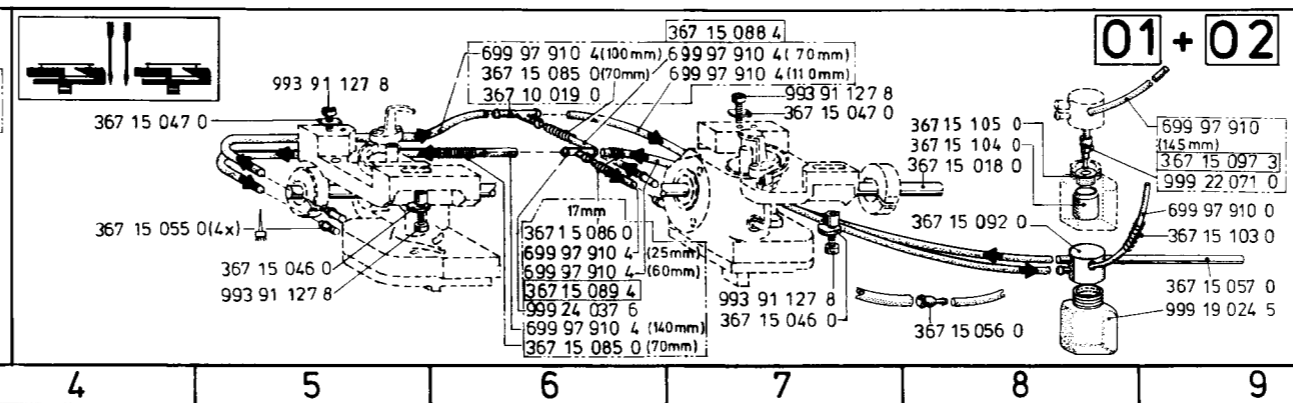 01 + 02
367 15 088 4
699 97 910 4 (100mm)
367 15 085 0 (70mm)
367 10 019 0
699 97 910 4 (70mm)
699 97 910 4 (110mm)
993 91 127 8
367 15 047 0
993 91 127 8
367 15 047 0
367 15 105 0
367 15 104 0
367 15 018 0
699 97 910
(145mm)
367 15 097 3
999 22 071 0
699 97 910 0
367 15 103 0
367 15 092 0
367 15 055 0(4x)
367 15 046 0
993 91 127 8
17mm
367 15 086 0
699 97 910 4 (25mm)
699 97 910 4 (60mm)
367 15 089 4
999 24 037 6
699 97 910 4 (140mm)
367 15 085 0 (70mm)
993 91 127 8
367 15 046 0
367 15 056 0
367 15 057 0
999 19 024 5
4 5 6 7 8 9